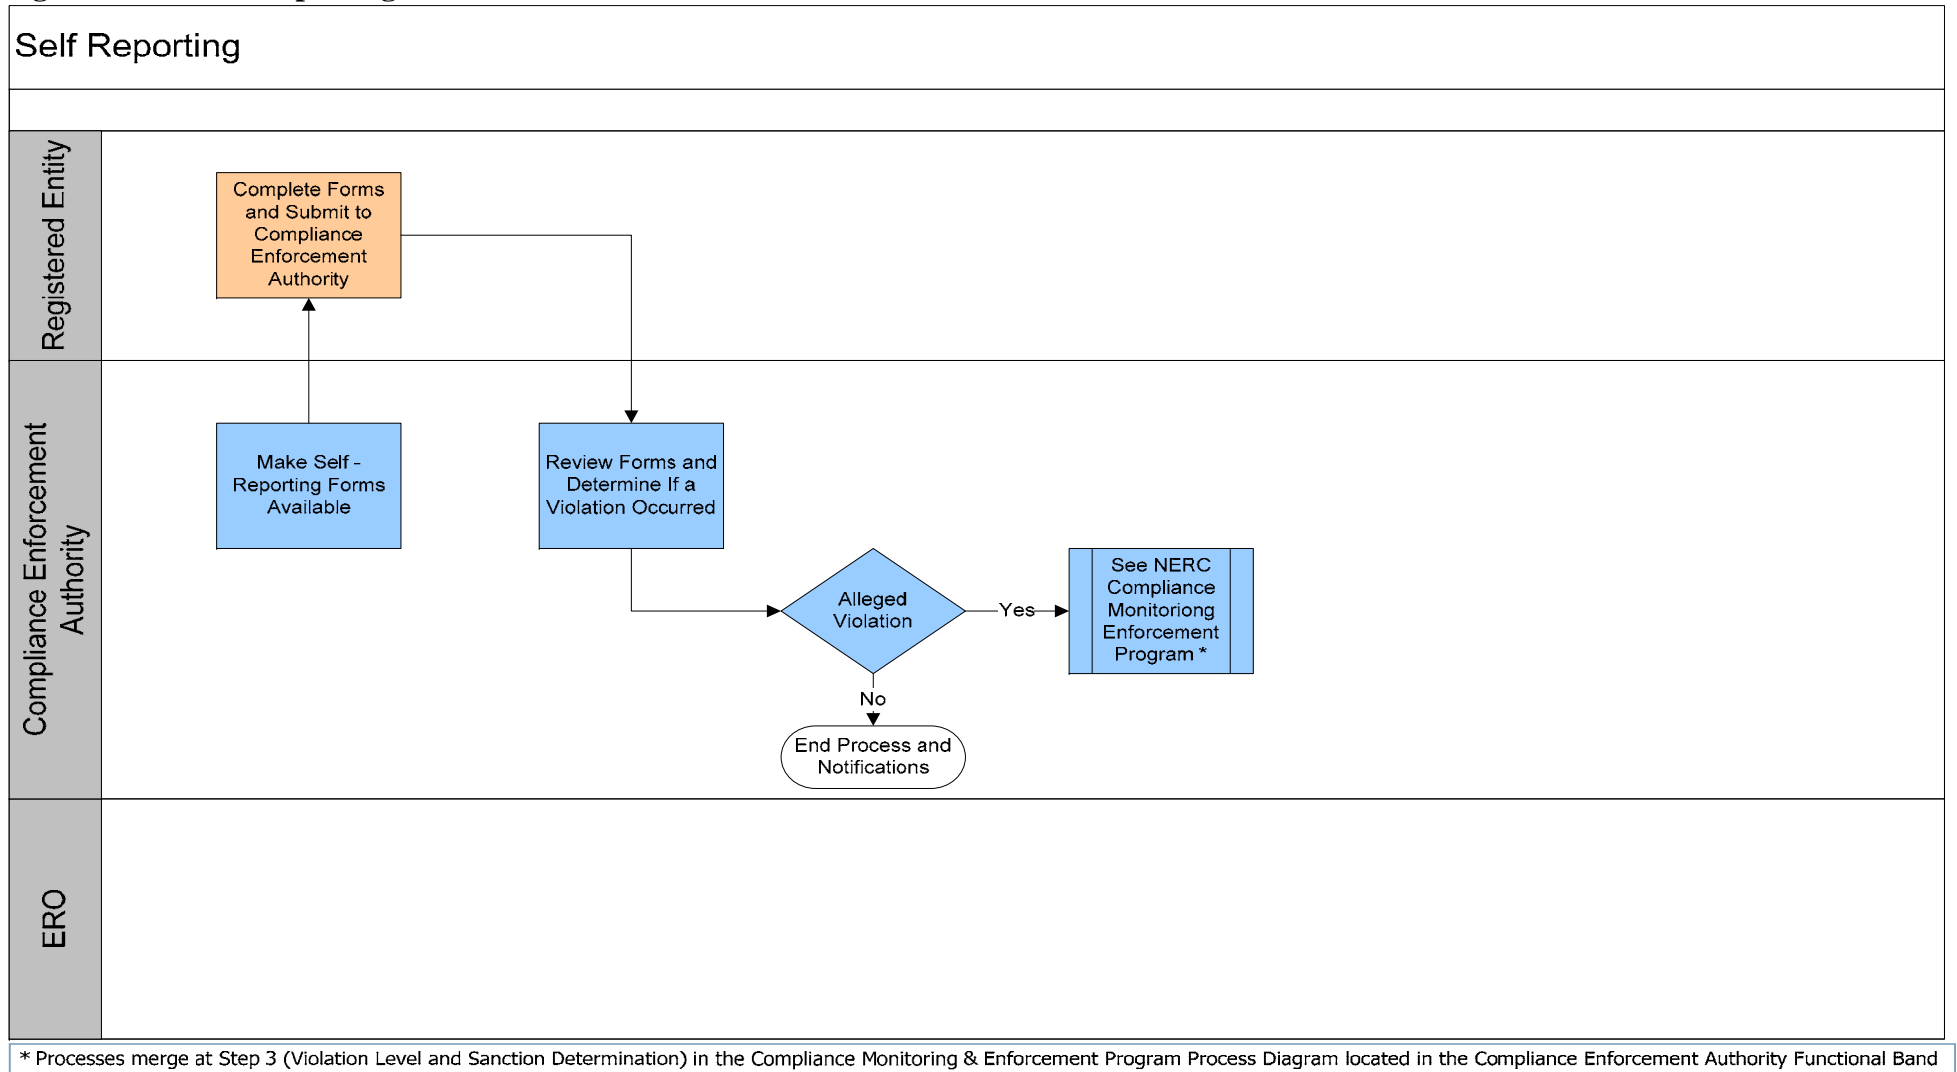 Self Reporting
Registered Entity
Complete Forms
and Submit to
Compliance
Enforcement
Authority
Compliance Enforcement
Authority
Make Self -
Reporting Forms
Available
Review Forms and
Determine If a
Violation Occurred
Alleged
Violation
Yes
See NERC
Compliance
Monitoriong
Enforcement
Program *
No
End Process and
Notifications
ERO
* Processes merge at Step 3 (Violation Level and Sanction Determination) in the Compliance Monitoring & Enforcement Program Process Diagram located in the Compliance Enforcement Authority Functional Band